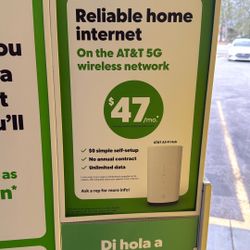 ou
a
t
'll
as
n*
Reliable home
internet
On the AT&T 5G
wireless network
$47/mo.*
$0 simple self-setup
No annual contract
Unlimited data
Ask a rep for more info!
Di hola a